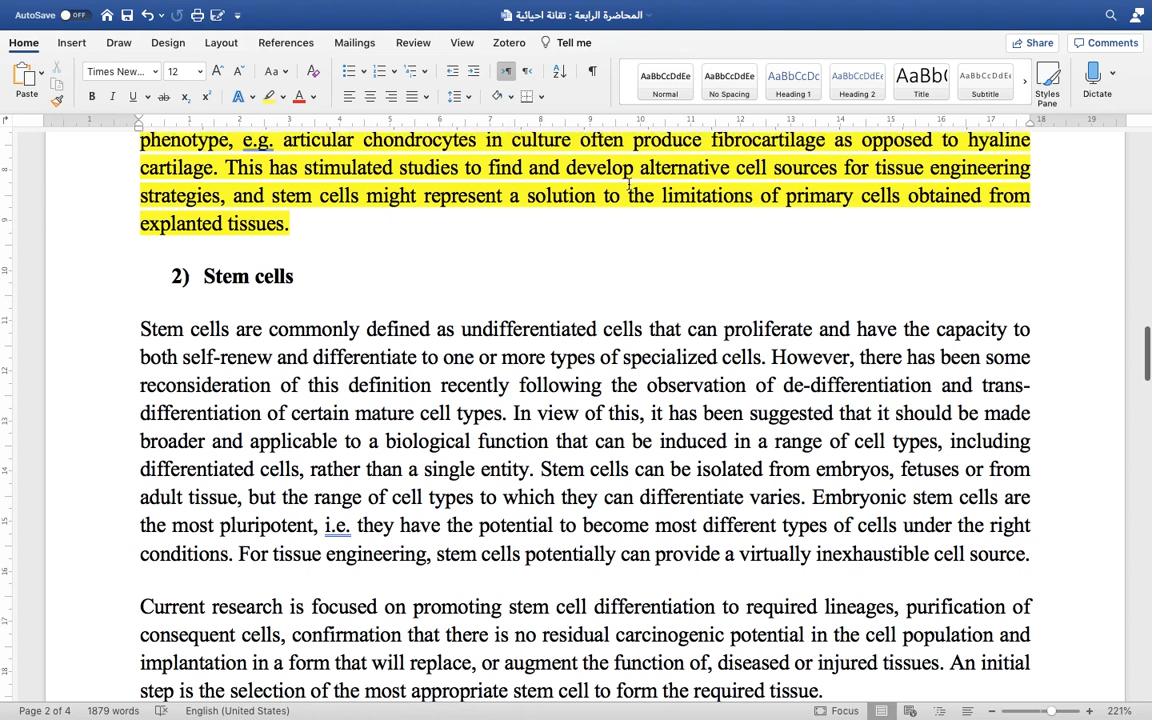 AutoSave OFF
المحاضرة الرابعة : تقانة احيائية
Home Insert Draw Design Layout References Mailings Review View Zotero Tell me
Share Comments
Paste
Times New... 12
Aa
B I U ab x₂ x²
AaBbCcDdEe Normal
AaBbCcDdEe No Spacing
AaBbCcDc Heading 1
AaBbCcDdEe Heading 2
AaBb( Title
AaBbCcDdEe Subtitle
Styles Pane
Dictate
phenotype, e.g. articular chondrocytes in culture often produce fibrocartilage as opposed to hyaline
cartilage. This has stimulated studies to find and develop alternative cell sources for tissue engineering
strategies, and stem cells might represent a solution to the limitations of primary cells obtained from
explanted tissues.
2) Stem cells
Stem cells are commonly defined as undifferentiated cells that can proliferate and have the capacity to
both self-renew and differentiate to one or more types of specialized cells. However, there has been some
reconsideration of this definition recently following the observation of de-differentiation and trans-
differentiation of certain mature cell types. In view of this, it has been suggested that it should be made
broader and applicable to a biological function that can be induced in a range of cell types, including
differentiated cells, rather than a single entity. Stem cells can be isolated from embryos, fetuses or from
adult tissue, but the range of cell types to which they can differentiate varies. Embryonic stem cells are
the most pluripotent, i.e. they have the potential to become most different types of cells under the right
conditions. For tissue engineering, stem cells potentially can provide a virtually inexhaustible cell source.
Current research is focused on promoting stem cell differentiation to required lineages, purification of
consequent cells, confirmation that there is no residual carcinogenic potential in the cell population and
implantation in a form that will replace, or augment the function of, diseased or injured tissues. An initial
step is the selection of the most appropriate stem cell to form the required tissue.
Page 2 of 4 1879 words English (United States) Focus 221%